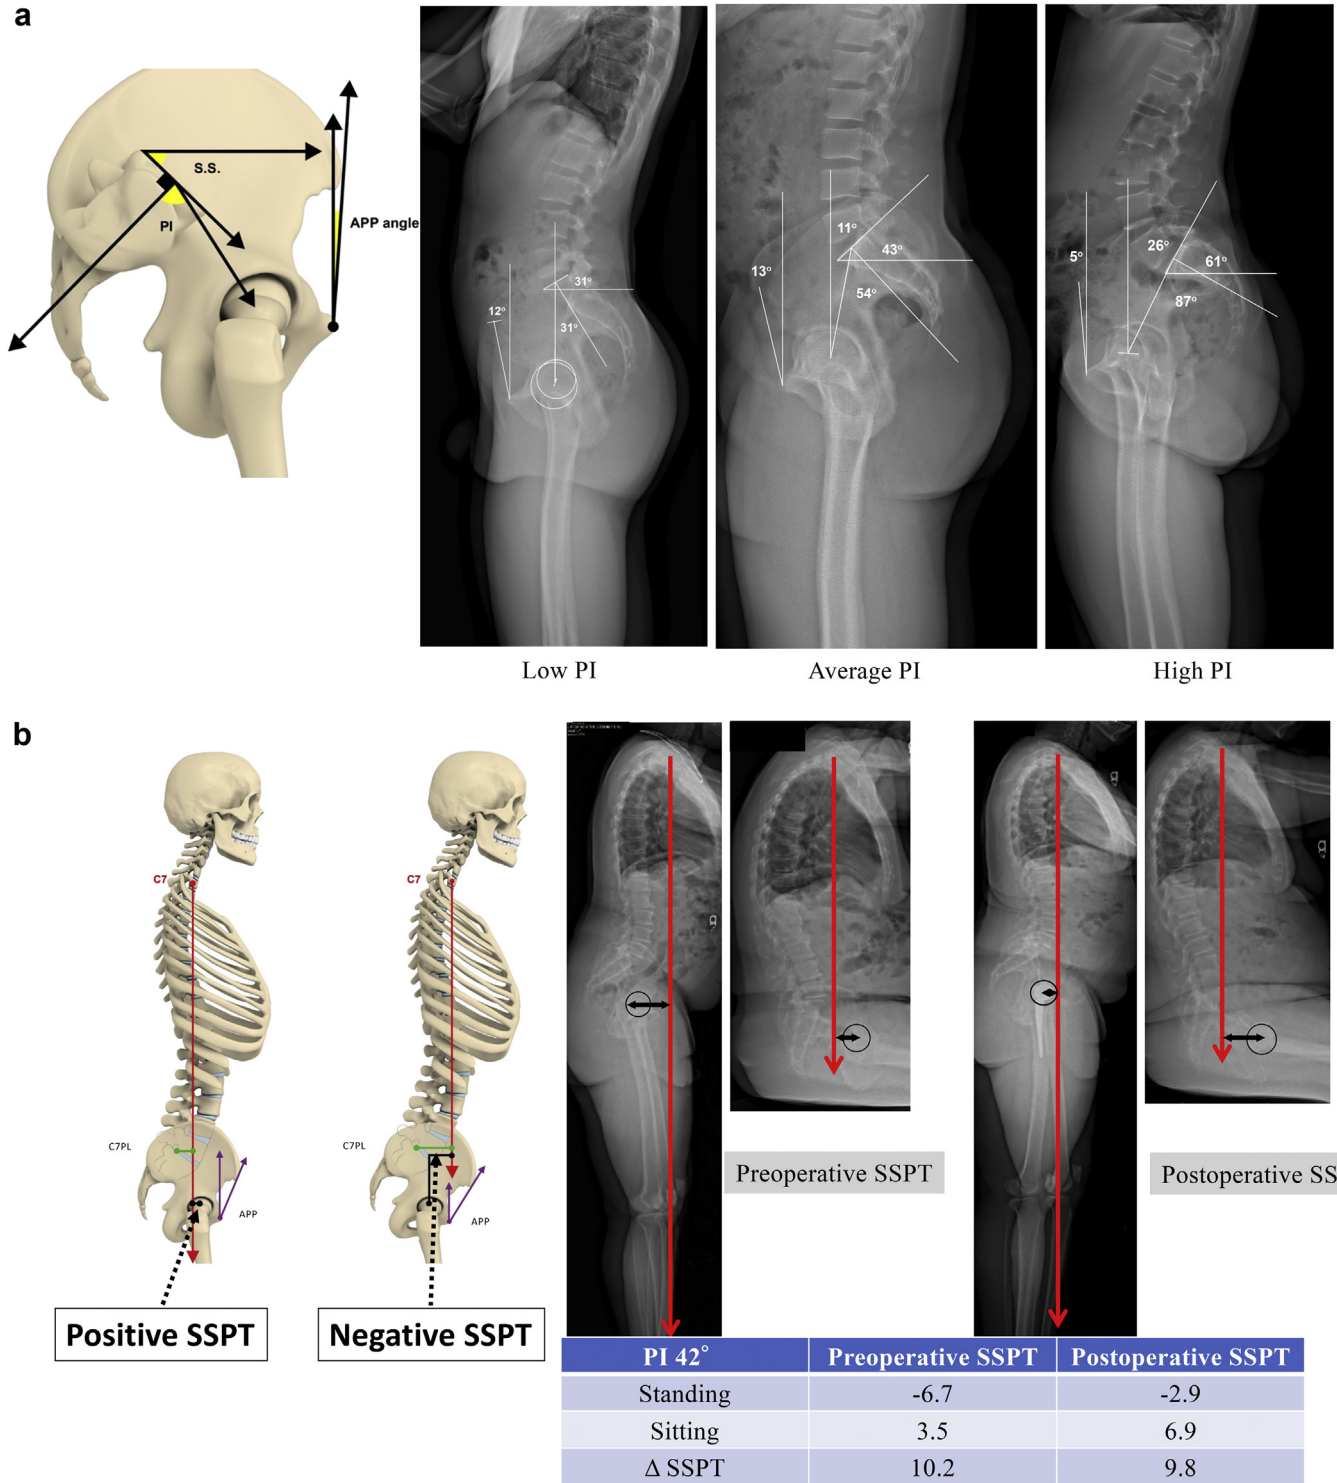 a
S.S.
PI
APP angle
12°
31°
31°
13°
11°
43°
54°
5°
26°
61°
87°
Low PI
Average PI
High PI
b
C7
C7PL
APP
Positive SSPT
C7
C7PL
APP
Negative SSPT
Preoperative SSPT
Postoperative SS
PI 42° Preoperative SSPT Postoperative SSPT
Standing -6.7 -2.9
Sitting 3.5 6.9
Δ SSPT 10.2 9.8